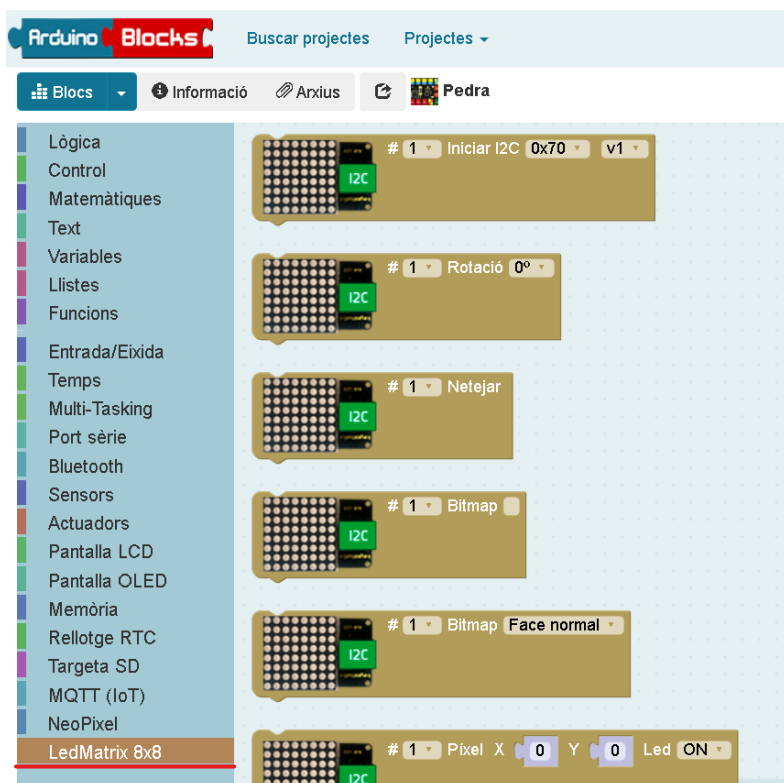 Arduino Blocks
Buscar projectes Projectes
Blocs Informació Arxius Pedra
Lògica
Control
Matemàtiques
Text
Variables
Llistes
Funcions
Entrada/Eixida
Temps
Multi-Tasking
Port sèrie
Bluetooth
Sensors
Actuadors
Pantalla LCD
Pantalla OLED
Memòria
Rellotge RTC
Targeta SD
MQTT (IoT)
NeoPixel
LedMatrix 8x8
# 1 Iniciar I2C 0x70 v1
I2C
# 1 Rotació 0º
I2C
# 1 Netejar
I2C
# 1 Bitmap
I2C
# 1 Bitmap Face normal
I2C
# 1 Píxel X 0 Y 0 Led ON
I2C